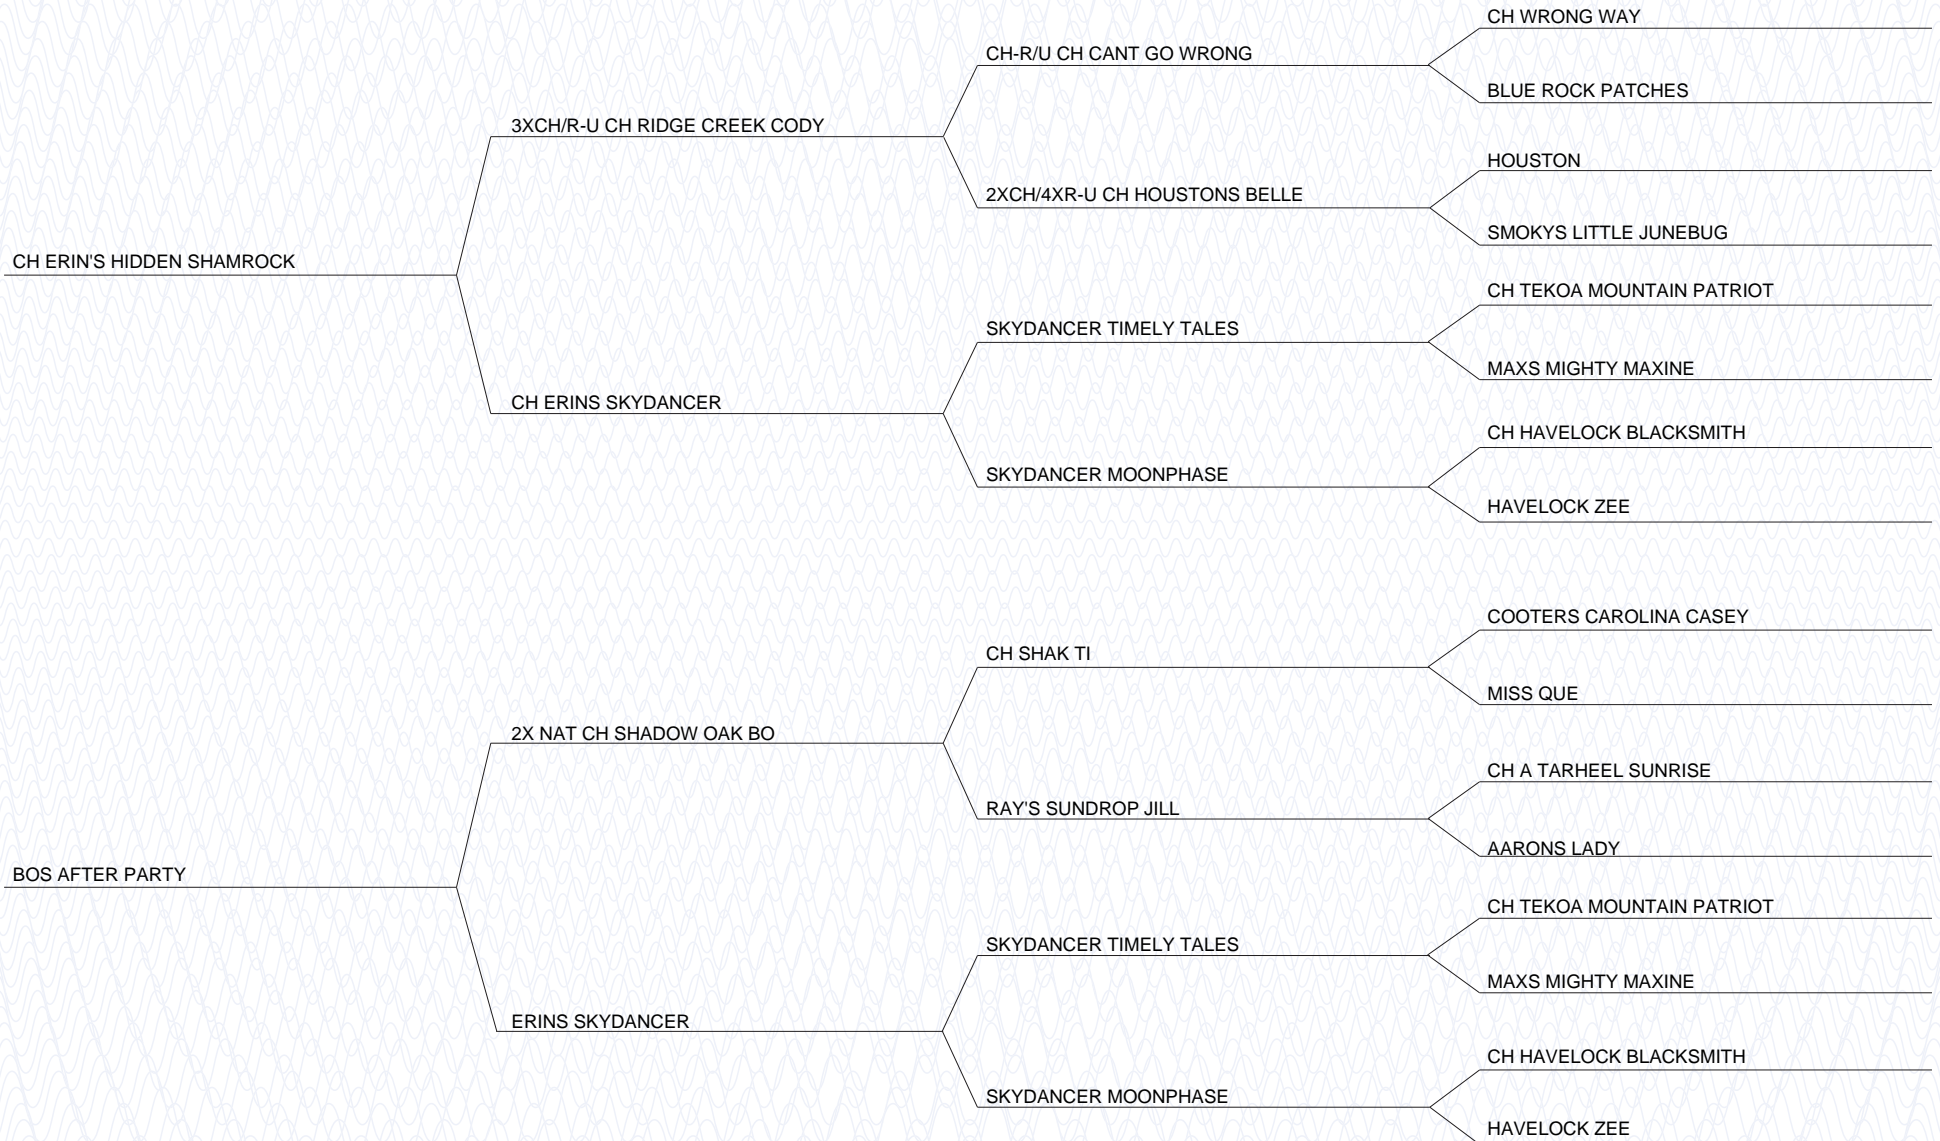 CH WRONG WAY
CH-R/U CH CANT GO WRONG
BLUE ROCK PATCHES
3XCH/R-U CH RIDGE CREEK CODY
HOUSTON
2XCH/4XR-U CH HOUSTONS BELLE
SMOKYS LITTLE JUNEBUG
CH ERIN'S HIDDEN SHAMROCK
CH TEKOA MOUNTAIN PATRIOT
SKYDANCER TIMELY TALES
MAXS MIGHTY MAXINE
CH ERINS SKYDANCER
CH HAVELOCK BLACKSMITH
SKYDANCER MOONPHASE
HAVELOCK ZEE
COOTERS CAROLINA CASEY
CH SHAK TI
MISS QUE
2X NAT CH SHADOW OAK BO
CH A TARHEEL SUNRISE
RAY'S SUNDROP JILL
AARONS LADY
BOS AFTER PARTY
CH TEKOA MOUNTAIN PATRIOT
SKYDANCER TIMELY TALES
MAXS MIGHTY MAXINE
ERINS SKYDANCER
CH HAVELOCK BLACKSMITH
SKYDANCER MOONPHASE
HAVELOCK ZEE